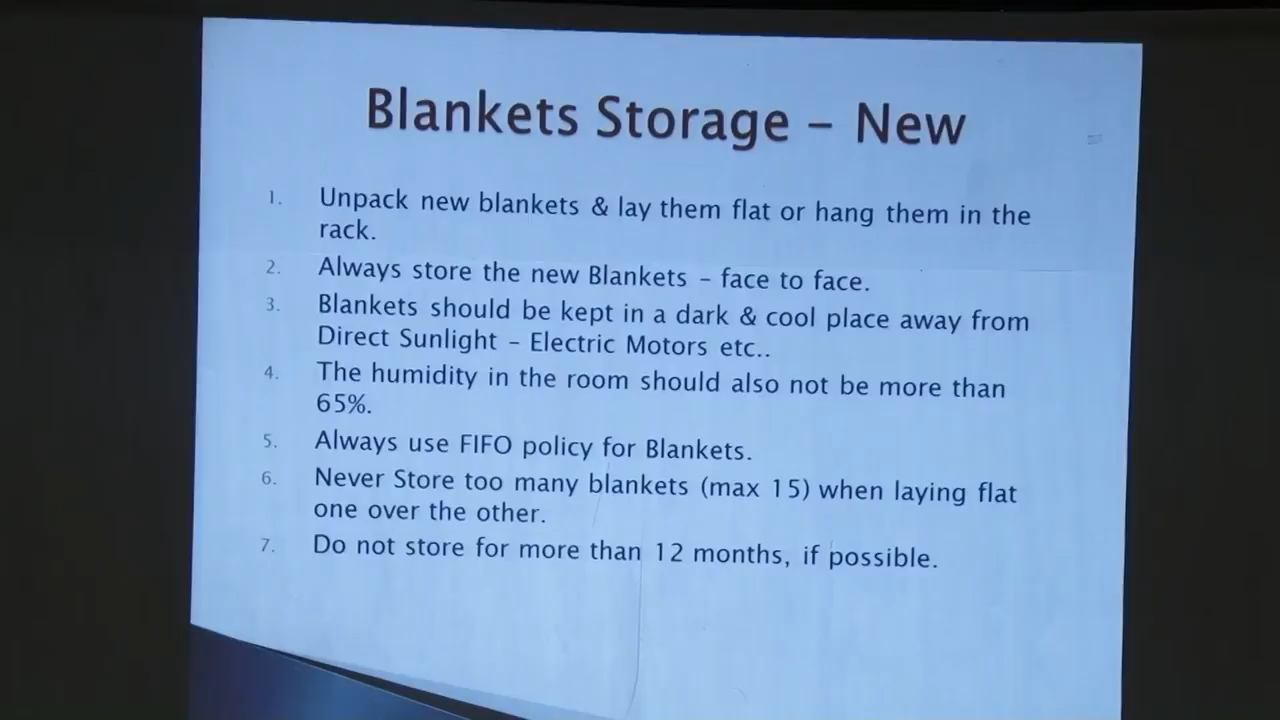 Blankets Storage – New
1. Unpack new blankets & lay them flat or hang them in the
rack.
2. Always store the new Blankets – face to face.
3. Blankets should be kept in a dark & cool place away from
Direct Sunlight – Electric Motors etc..
4. The humidity in the room should also not be more than
65%.
5. Always use FIFO policy for Blankets.
6. Never Store too many blankets (max 15) when laying flat
one over the other.
7. Do not store for more than 12 months, if possible.